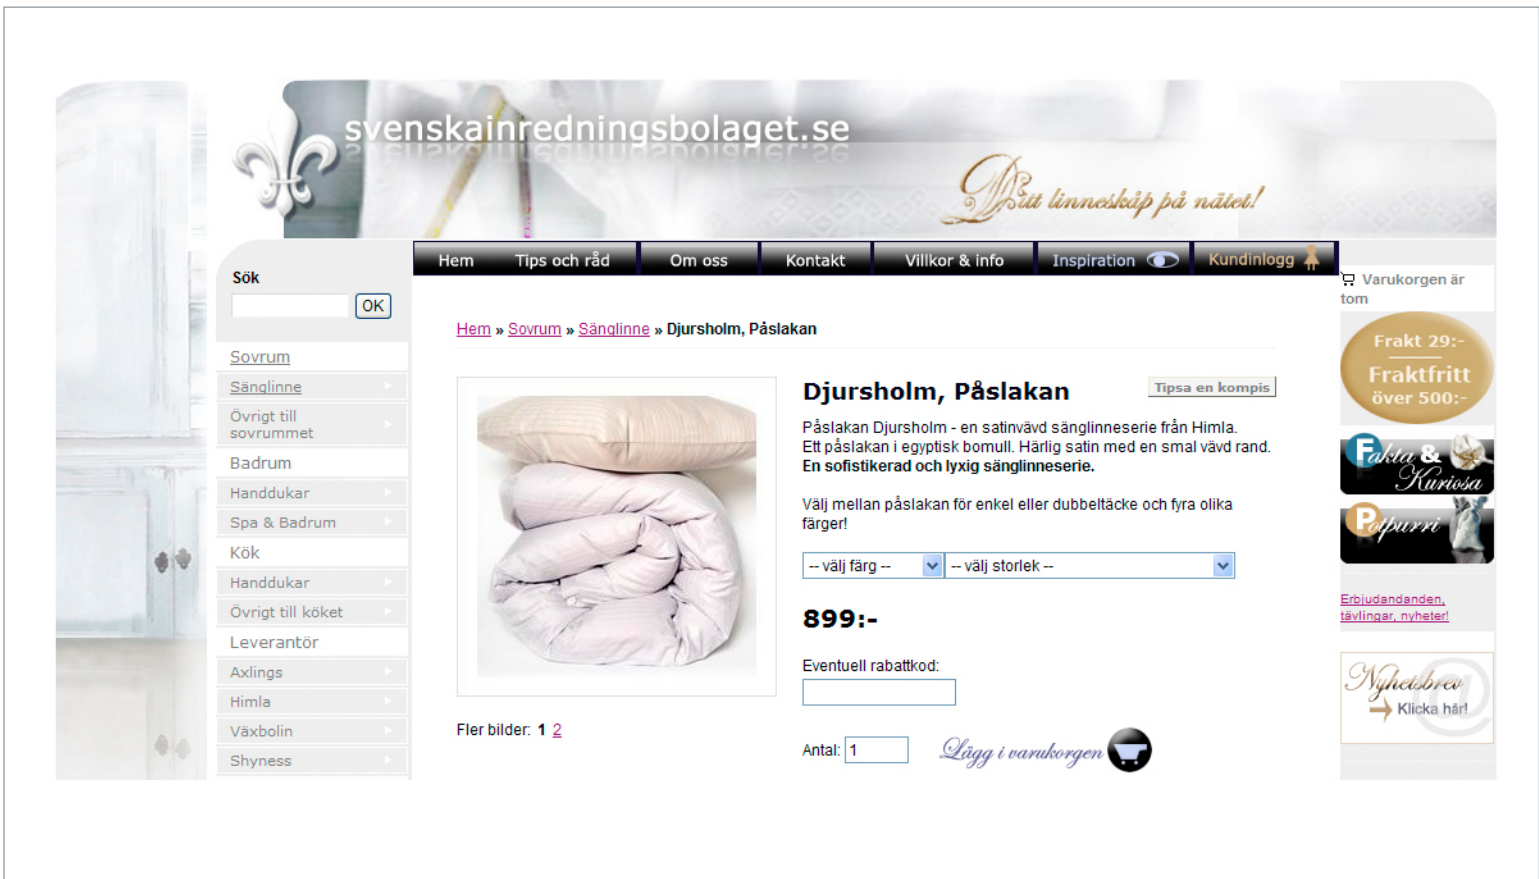 svenskainredningsbolaget.se
Ditt linneskåp på nätet!
Hem
Tips och råd
Om oss
Kontakt
Villkor & info
Inspiration
Kundinlogg
Sök
OK
Sovrum
Sänglinne
Övrigt till
sovrummet
Badrum
Handdukar
Spa & Badrum
Kök
Handdukar
Övrigt till köket
Leverantör
Axlings
Himla
Växbolin
Shyness
Hem » Sovrum » Sänglinne » Djursholm, Påslakan
Fler bilder: 1 2
Djursholm, Påslakan
Tipsa en kompis
Påslakan Djursholm - en satinvävd sänglinneserie från Himla.
Ett påslakan i egyptisk bomull. Härlig satin med en smal vävd rand.
En sofistikerad och lyxig sänglinneserie.
Välj mellan påslakan för enkel eller dubbeltäcke och fyra olika
färger!
-- välj färg --
-- välj storlek --
899:-
Eventuell rabattkod:
Antal: 1
Lägg i varukorgen
Varukorgen är
tom
Frakt 29:-
Fraktfritt
över 500:-
Fakta &
Kuriosa
Potpurri
Erbjudandanden,
tävlingar, nyheter!
Nyhetsbrev
@
Klicka här!